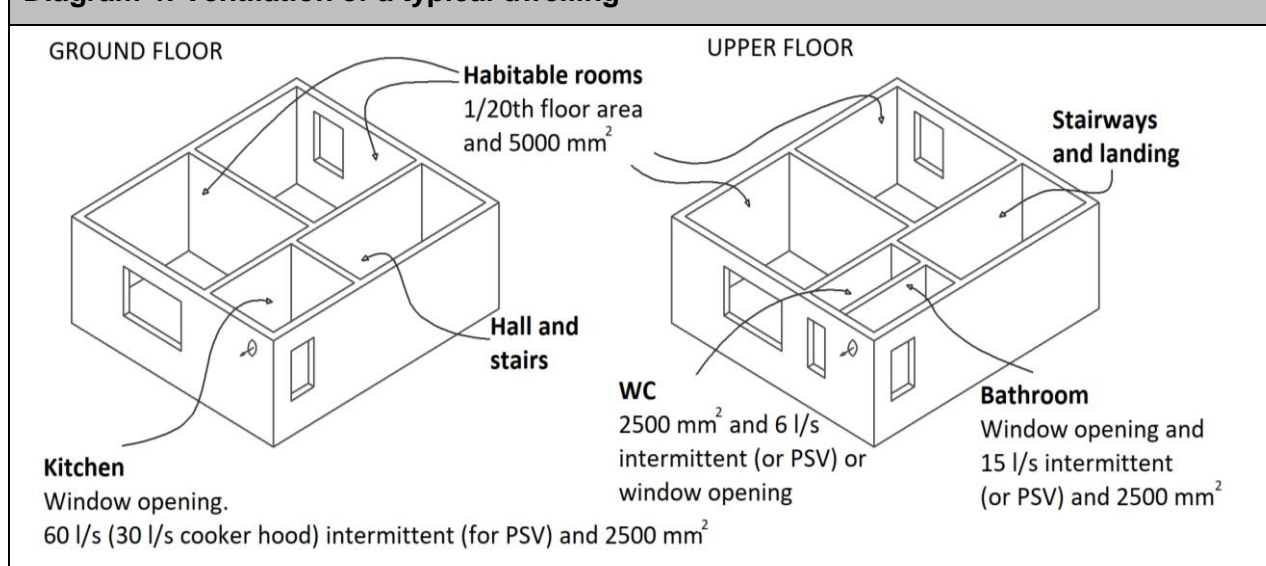 Diagram Ventilation of a typical dwelling
GROUND FLOOR
UPPER FLOOR
Habitable rooms
1/20th floor area
and 5000 mm²
Stairways
and landing
Hall and
stairs
Kitchen
Window opening.
60 l/s (30 l/s cooker hood) intermittent (for PSV) and 2500 mm²
WC
2500 mm² and 6 l/s
intermittent (or PSV) or
window opening
Bathroom
Window opening and
15 l/s intermittent
(or PSV) and 2500 mm²